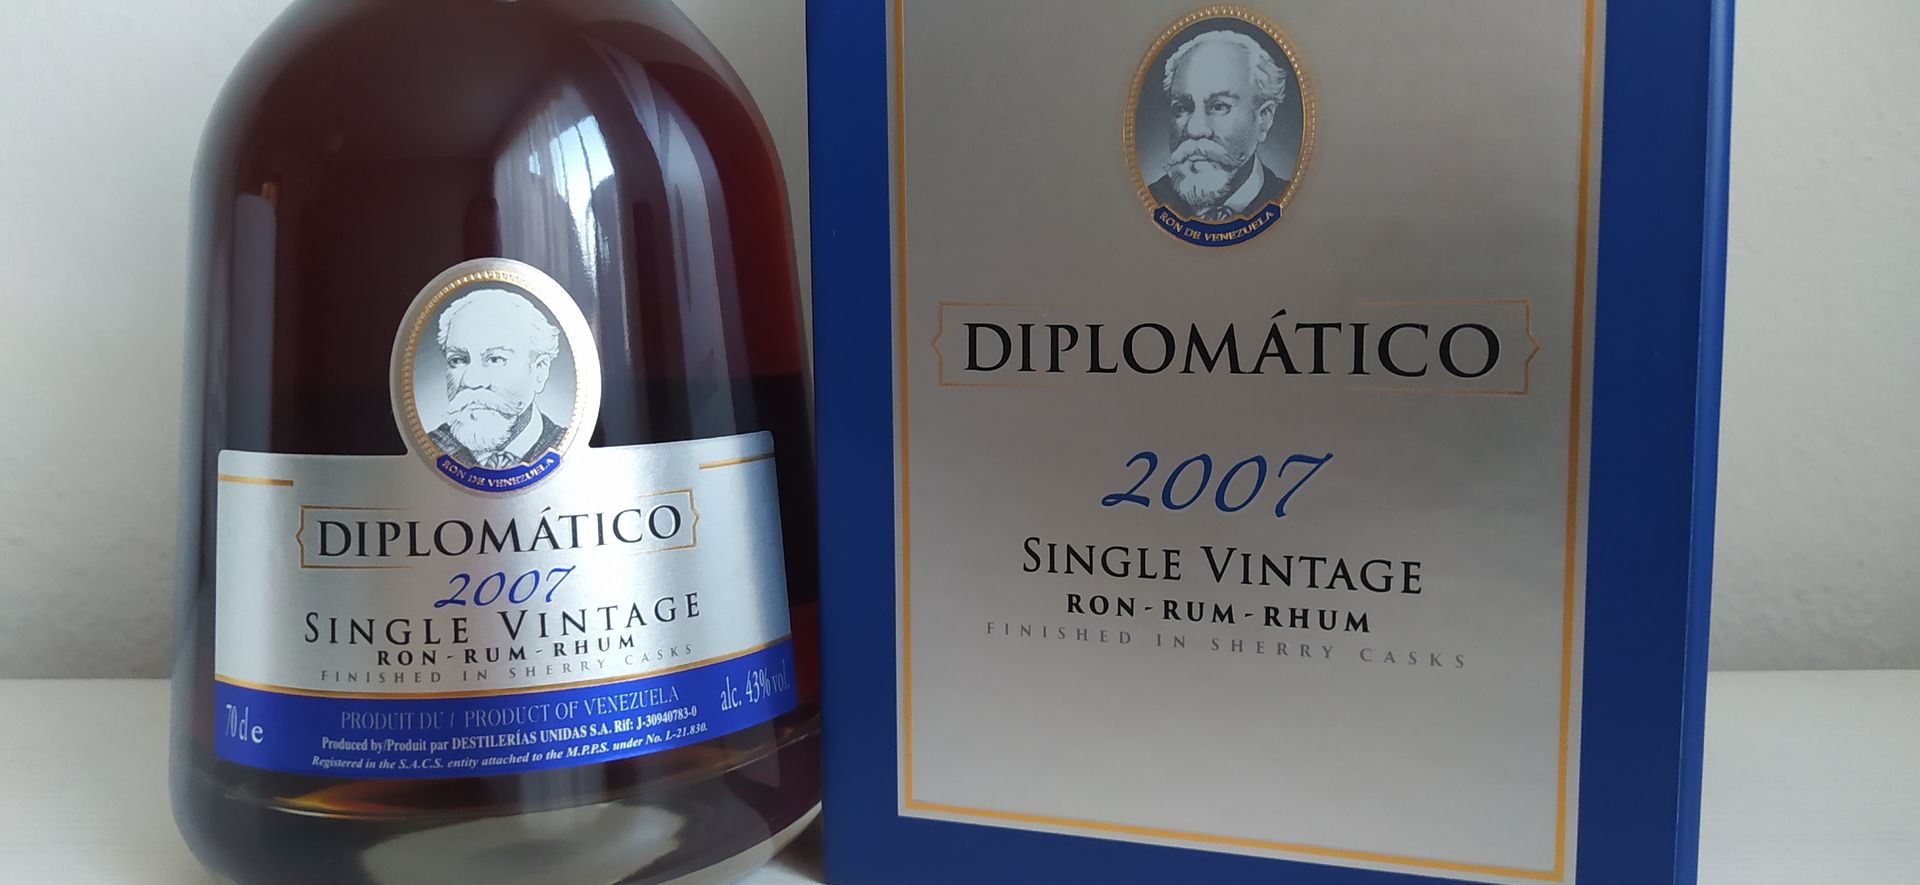 RON DE VENEZUELA
DIPLOMÁTICO
2007
SINGLE VINTAGE
RON-RUM-RHUM
FINISHED IN SHERRY CASKS
70cl e
PRODUIT DU / PRODUCT OF VENEZUELA
alc. 43% vol.
Produced by/Produit par DESTILERÍAS UNIDAS S.A. Rif: J-30940783-0
Registered in the S.A.C.S. entity attached to the M.P.P.S. under No. L-21.830.
RON DE VENEZUELA
DIPLOMÁTICO
2007
SINGLE VINTAGE
RON-RUM-RHUM
FINISHED IN SHERRY CASKS